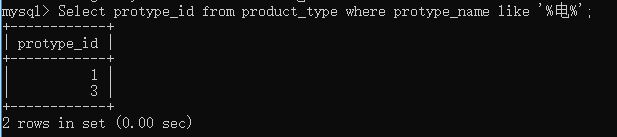 mysql> Select protype_id from product_type where protype_name like '%电%';
+------------+
| protype_id |
+------------+
|          1 |
|          3 |
+------------+
2 rows in set (0.00 sec)